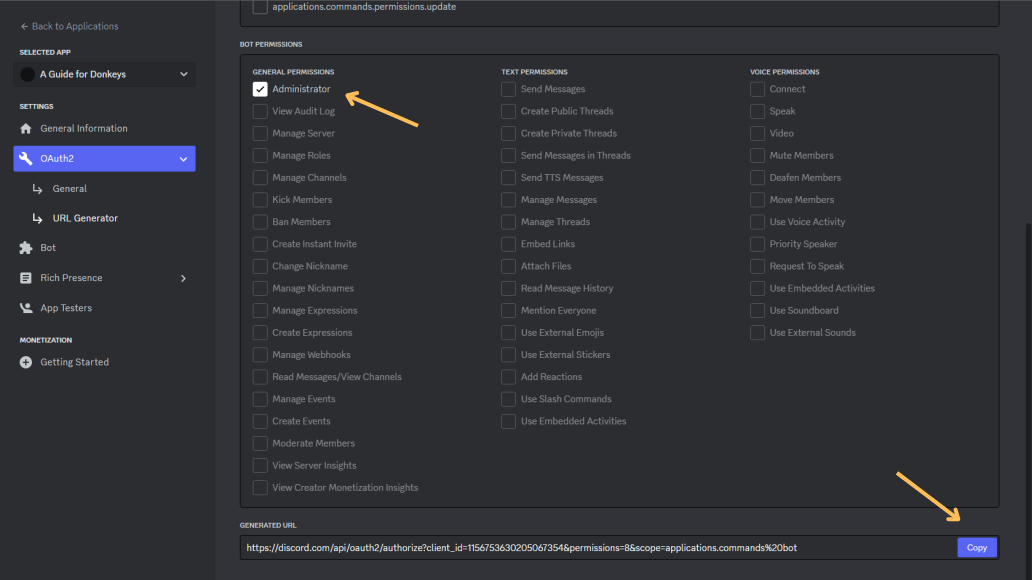 applications.commands.permissions.update
Back to Applications
SELECTED APP
A Guide for Donkeys
SETTINGS
General Information
OAuth2
General
URL Generator
Bot
Rich Presence
App Testers
MONETIZATION
Getting Started
BOT PERMISSIONS
GENERAL PERMISSIONS
Administrator
View Audit Log
Manage Server
Manage Roles
Manage Channels
Kick Members
Ban Members
Create Instant Invite
Change Nickname
Manage Nicknames
Manage Expressions
Create Expressions
Manage Webhooks
Read Messages/View Channels
Manage Events
Create Events
Moderate Members
View Server Insights
View Creator Monetization Insights
TEXT PERMISSIONS
Send Messages
Create Public Threads
Create Private Threads
Send Messages in Threads
Send TTS Messages
Manage Messages
Manage Threads
Embed Links
Attach Files
Read Message History
Mention Everyone
Use External Emojis
Use External Stickers
Add Reactions
Use Slash Commands
Use Embedded Activities
VOICE PERMISSIONS
Connect
Speak
Video
Mute Members
Deafen Members
Move Members
Use Voice Activity
Priority Speaker
Request To Speak
Use Embedded Activities
Use Soundboard
Use External Sounds
GENERATED URL
https://discord.com/api/oauth2/authorize?client_id=1156753630205067354&permissions=8&scope=applications.commands%20bot
Copy